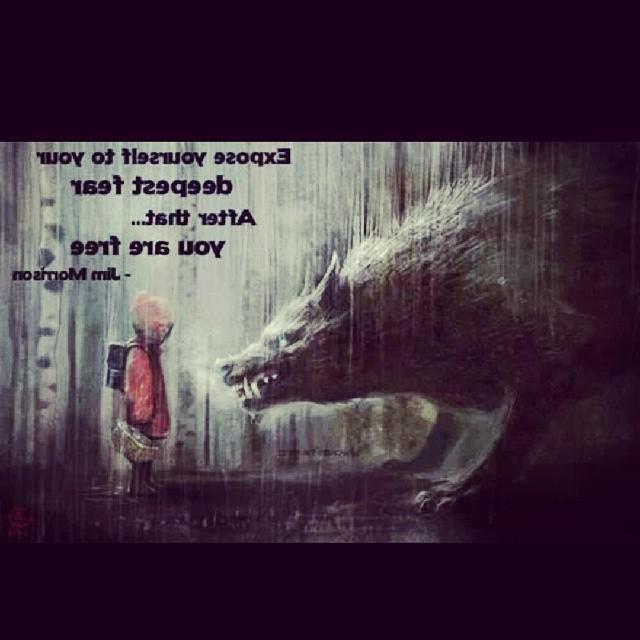 Expose yourself to your
deepest fear
After that...
you are free
- Jim Morrison